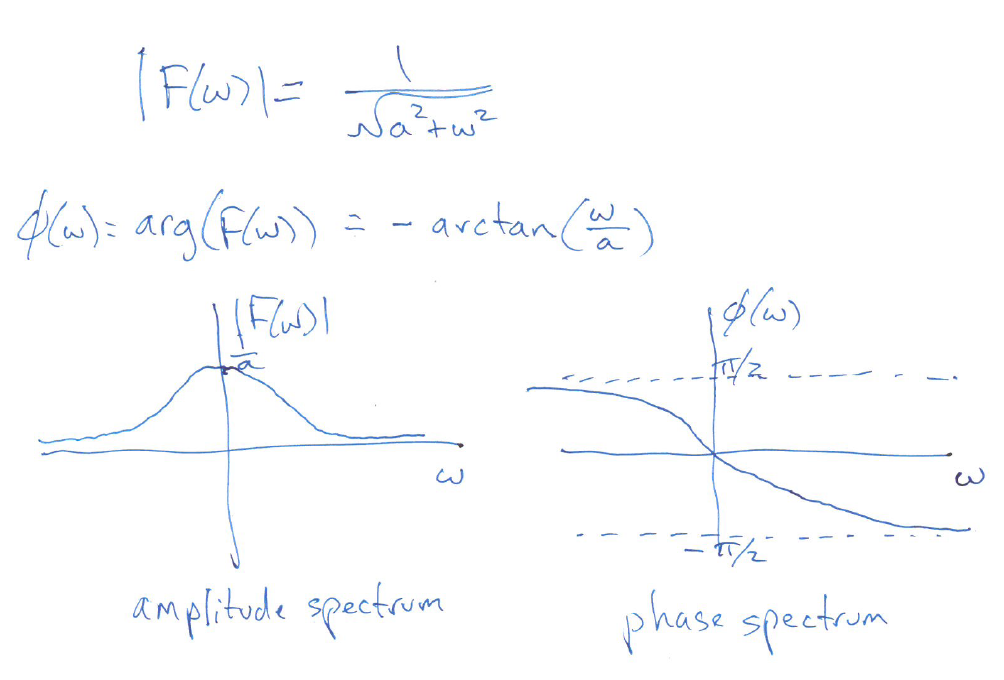 |F(ω)| = 1/√(a²+ω²)
ϕ(ω) = arg(F(ω)) = - arctan(ω/a)
|F(ω)|
1/a
ω
amplitude spectrum
ϕ(ω)
π/2
ω
-π/2
phase spectrum